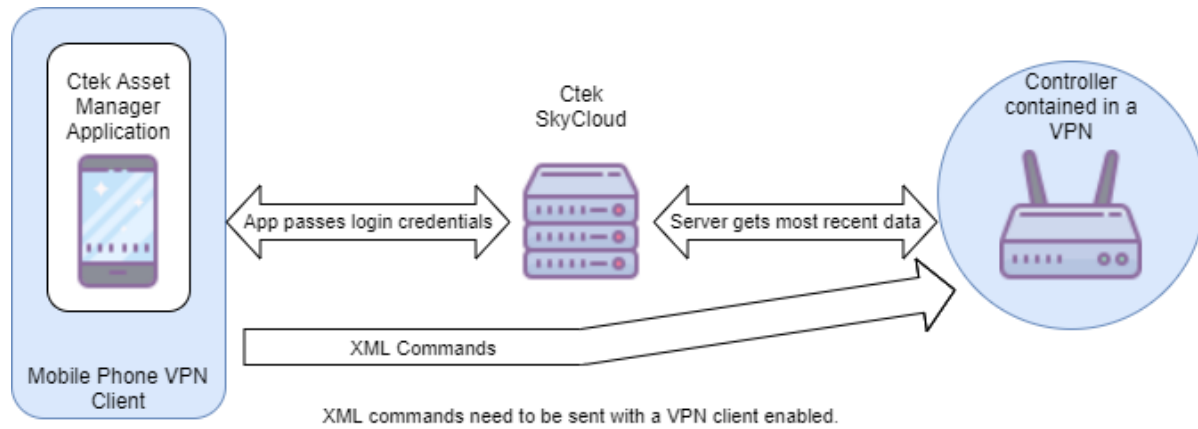 Ctek Asset
Manager
Application
Mobile Phone VPN
Client
Ctek
SkyCloud
Controller
contained in a
VPN
App passes login credentials
Server gets most recent data
XML Commands
XML commands need to be sent with a VPN client enabled.